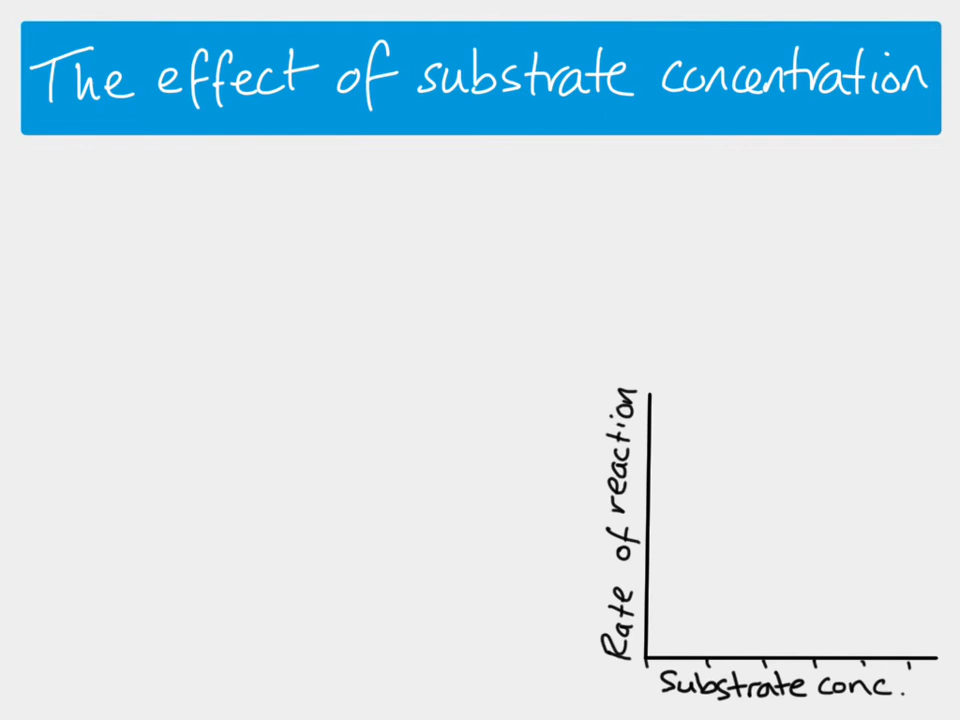 The effect of substrate concentration
Rate of reaction
Substrate conc.